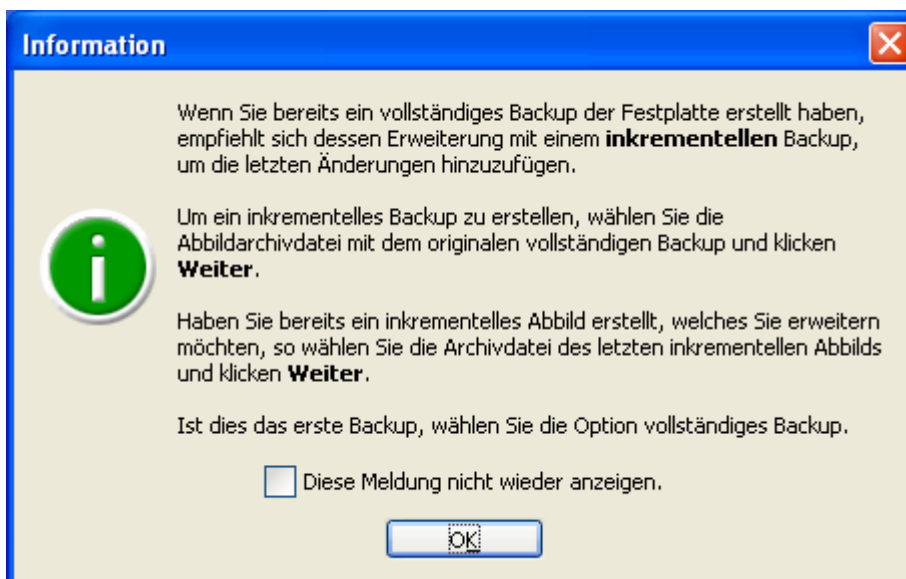 Information
Wenn Sie bereits ein vollständiges Backup der Festplatte erstellt haben,
empfiehlt sich dessen Erweiterung mit einem inkrementellen Backup,
um die letzten Änderungen hinzuzufügen.
Um ein inkrementelles Backup zu erstellen, wählen Sie die
Abbildarchivdatei mit dem originalen vollständigen Backup und klicken
Weiter.
Haben Sie bereits ein inkrementelles Abbild erstellt, welches Sie erweitern
möchten, so wählen Sie die Archivdatei des letzten inkrementellen Abbilds
und klicken Weiter.
Ist dies das erste Backup, wählen Sie die Option vollständiges Backup.
Diese Meldung nicht wieder anzeigen.
OK